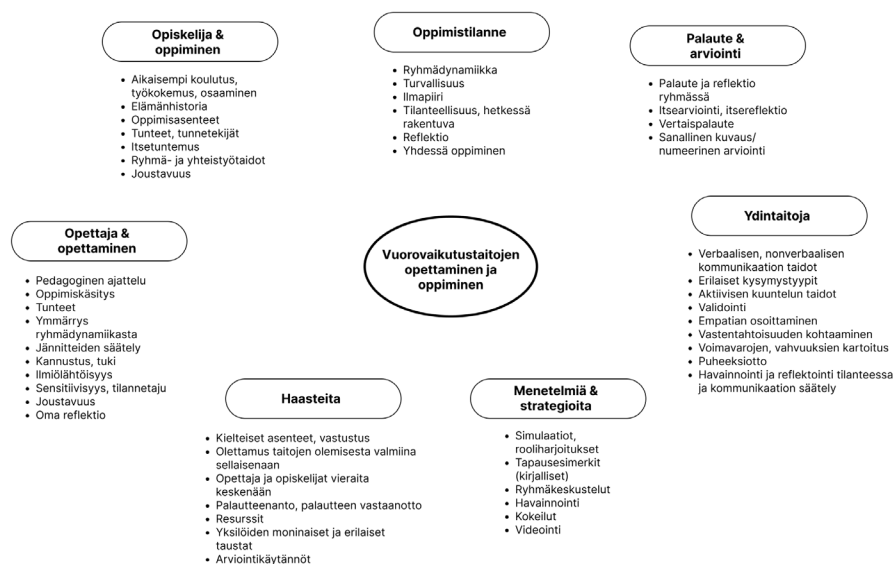 Opiskelija &
oppiminen
• Aikaisempi koulutus,
työkokemus, osaaminen
• Elämänhistoria
• Oppimisasenteet
• Tunteet, tunnetekijät
• Itsetuntemus
• Ryhmä- ja yhteistyötaidot
• Joustavuus
Oppimistilanne
• Ryhmädynamiikka
• Turvallisuus
• Ilmapiiri
• Tilanteellisuus, hetkessä
rakentuva
• Reflektio
• Yhdessä oppiminen
Palaute &
arviointi
• Palaute ja reflektio
ryhmässä
• Itsearviointi, itsereflektio
• Vertaispalaute
• Sanallinen kuvaus/
numeerinen arviointi
Opettaja &
opettaminen
• Pedagoginen ajattelu
• Oppimiskäsitys
• Tunteet
• Ymmärrys
ryhmädynamiikasta
• Jännitteiden säätely
• Kannustus, tuki
• Ilmiölähtöisyys
• Sensitiivisyys, tilannetaju
• Joustavuus
• Oma reflektio
Vuorovaikutustaitojen
opettaminen ja
oppiminen
Ydintaitoja
• Verbaalisen, nonverbaalisen
kommunikaation taidot
• Erilaiset kysymystyypit
• Aktiivisen kuuntelun taidot
• Validointi
• Empatian osoittaminen
• Vastentahtoisuuden kohtaaminen
• Voimavarojen, vahvuuksien kartoitus
• Puheeksiotto
• Havainnointi ja reflektointi tilanteessa
ja kommunikaation säätely
Haasteita
• Kielteiset asenteet, vastustus
• Olettamus taitojen olemisesta valmiina
sellaisenaan
• Opettaja ja opiskelijat vieraita
keskenään
• Palautteenanto, palautteen vastaanotto
• Resurssit
• Yksilöiden moninaiset ja erilaiset
taustat
• Arviointikäytännöt
Menetelmiä &
strategioita
• Simulaatiot,
rooliharjoitukset
• Tapausesimerkit
(kirjalliset)
• Ryhmäkeskustelut
• Havainnointi
• Kokeilut
• Videointi